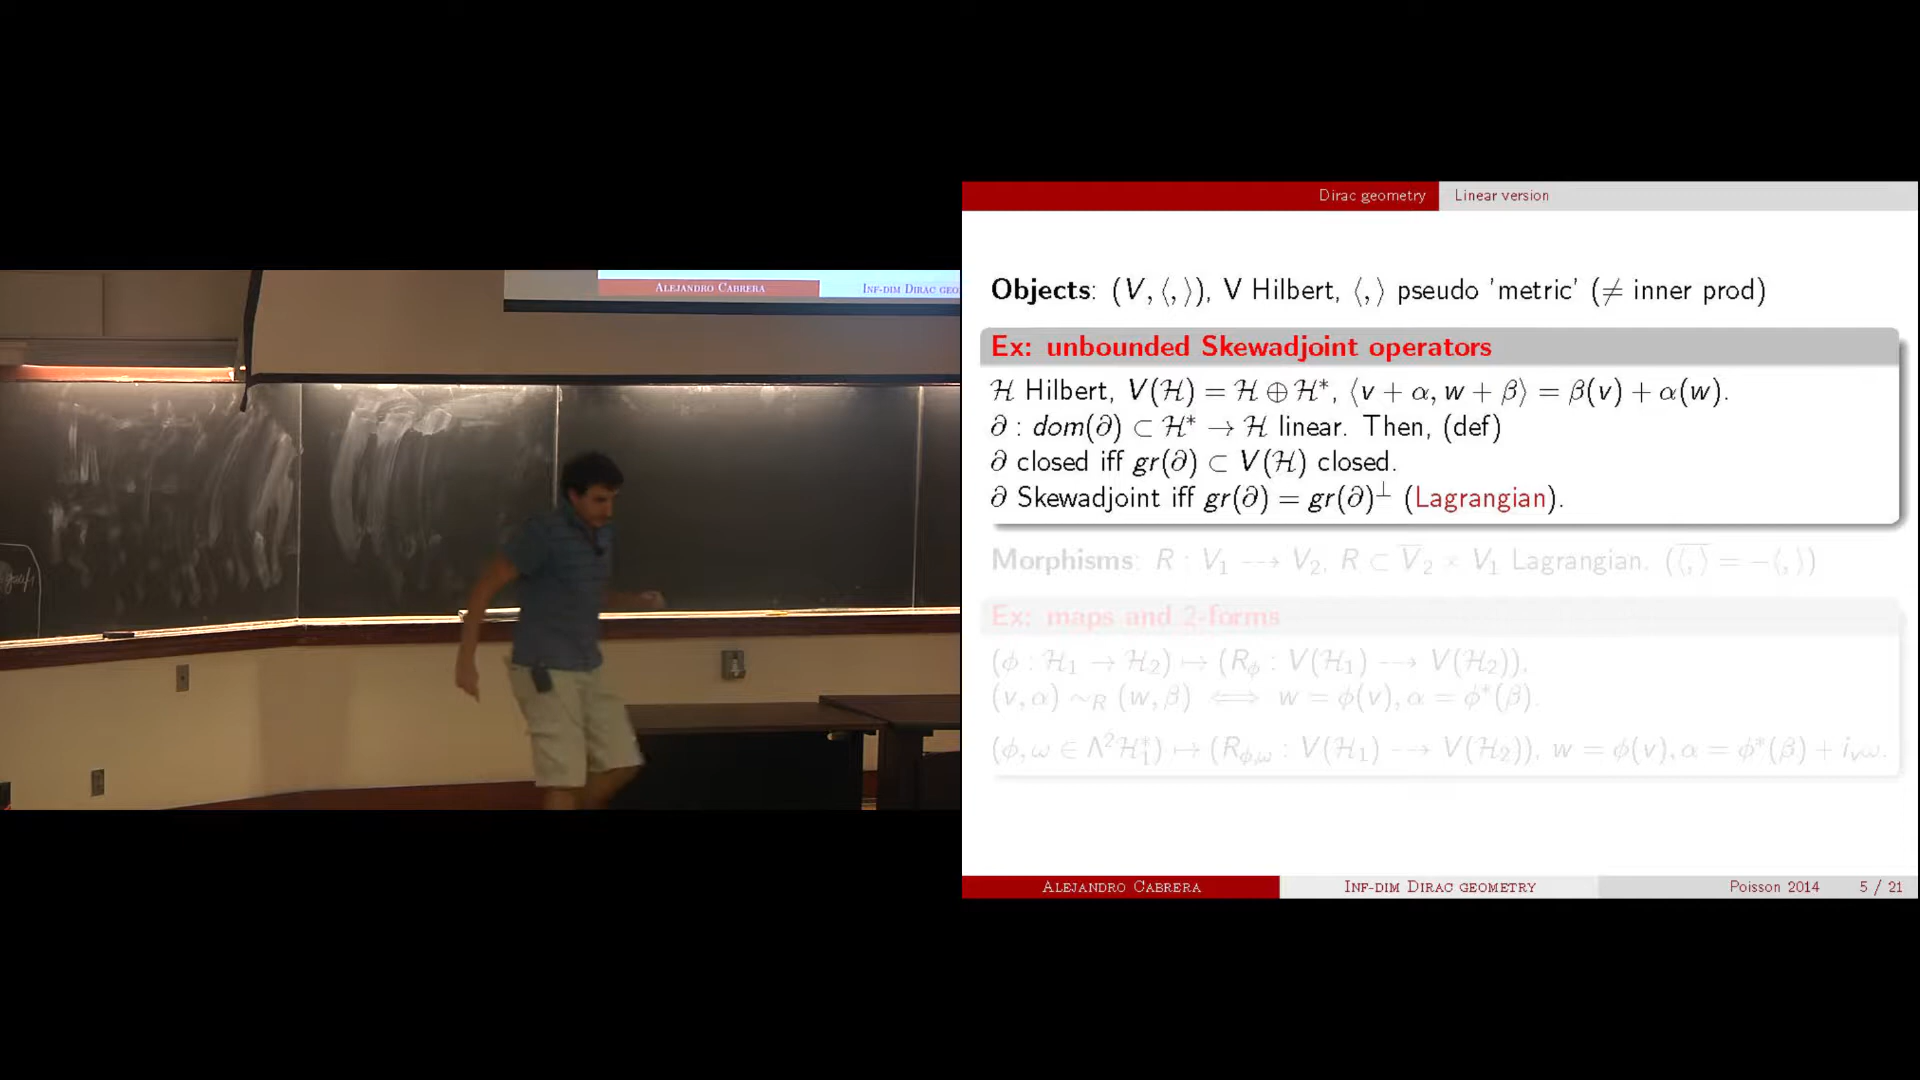 ALEJANDRO CABRERA INF-DIM DIRAC GEO
Dirac geometry Linear version
Objects: (V, ⟨,⟩), V Hilbert, ⟨,⟩ pseudo 'metric' (≠ inner prod)
Ex: unbounded Skewadjoint operators
ℋ Hilbert, V(ℋ) = ℋ ⊕ ℋ*, ⟨v + α, w + β⟩ = β(v) + α(w).
∂ : dom(∂) ⊂ ℋ* → ℋ linear. Then, (def)
∂ closed iff gr(∂) ⊂ V(ℋ) closed.
∂ Skewadjoint iff gr(∂) = gr(∂)⊥ (Lagrangian).
Morphisms: R : V₁ ⇢ V₂, R ⊂ V̅₂ × V₁ Lagrangian. (⟨,⟩̅ = −⟨,⟩)
Ex: maps and 2-forms
(ϕ : ℋ₁ → ℋ₂) ↦ (R_ϕ : V(ℋ₁) ⇢ V(ℋ₂)).
(v, α) ∼_R (w, β) ⟺ w = ϕ(v), α = ϕ*(β).
(ϕ, ω ∈ Λ²ℋ₁*) ↦ (R_ϕ,ω : V(ℋ₁) ⇢ V(ℋ₂)), w = ϕ(v), α = ϕ*(β) + i_vω.
ALEJANDRO CABRERA INF-DIM DIRAC GEOMETRY Poisson 2014 5 / 21